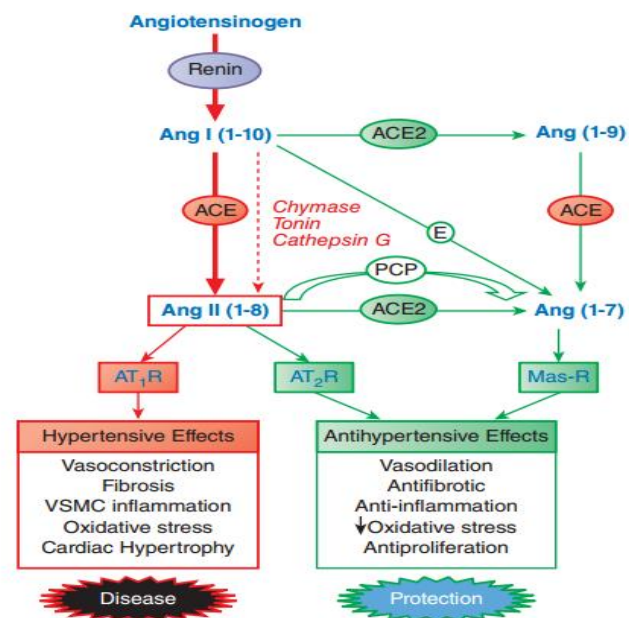 Angiotensinogen
Renin
Ang I (1-10)
ACE2
Ang (1-9)
ACE
Chymase
Tonin
Cathepsin G
E
ACE
PCP
Ang II (1-8)
ACE2
Ang (1-7)
AT₁R
AT₂R
Mas-R
Hypertensive Effects
Vasoconstriction
Fibrosis
VSMC inflammation
Oxidative stress
Cardiac Hypertrophy
Antihypertensive Effects
Vasodilation
Antifibrotic
Anti-inflammation
↓Oxidative stress
Antiproliferation
Disease
Protection